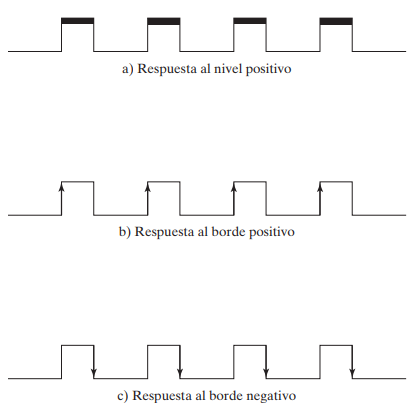 a) Respuesta al nivel positivo
b) Respuesta al borde positivo
c) Respuesta al borde negativo